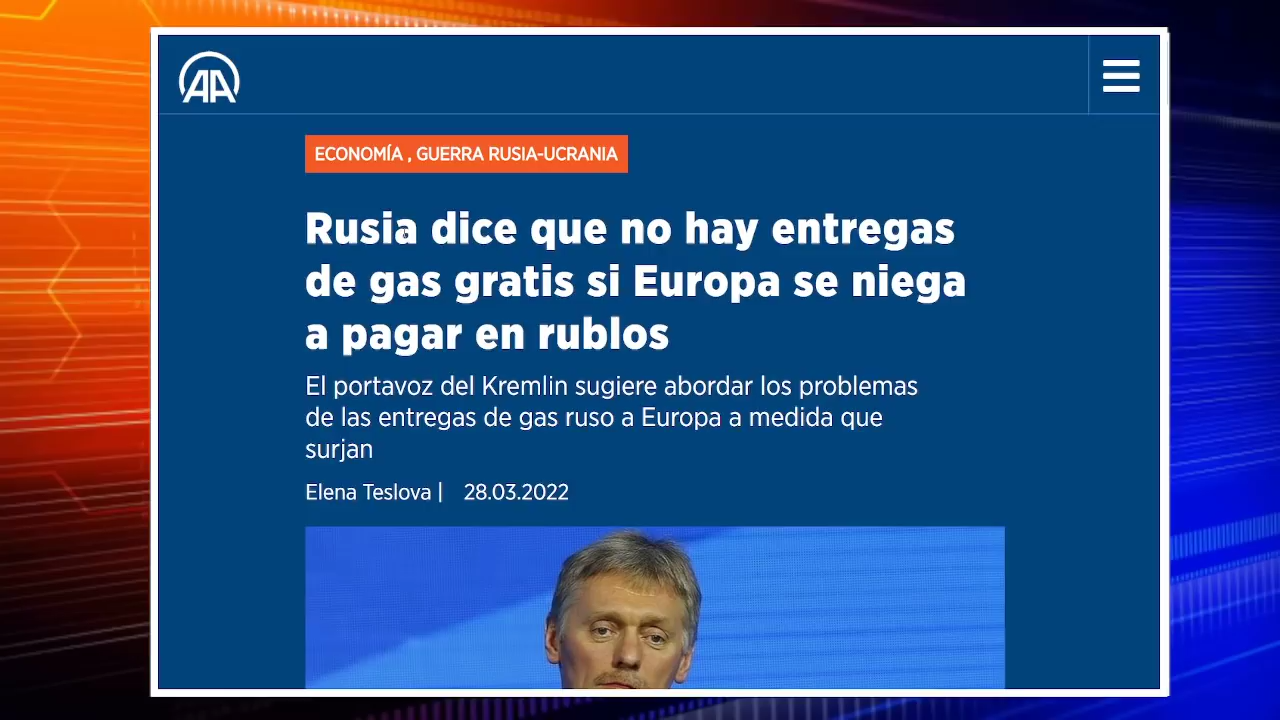 AA
ECONOMÍA , GUERRA RUSIA-UCRANIA
Rusia dice que no hay entregas
de gas gratis si Europa se niega
a pagar en rublos
El portavoz del Kremlin sugiere abordar los problemas
de las entregas de gas ruso a Europa a medida que
surjan
Elena Teslova | 28.03.2022